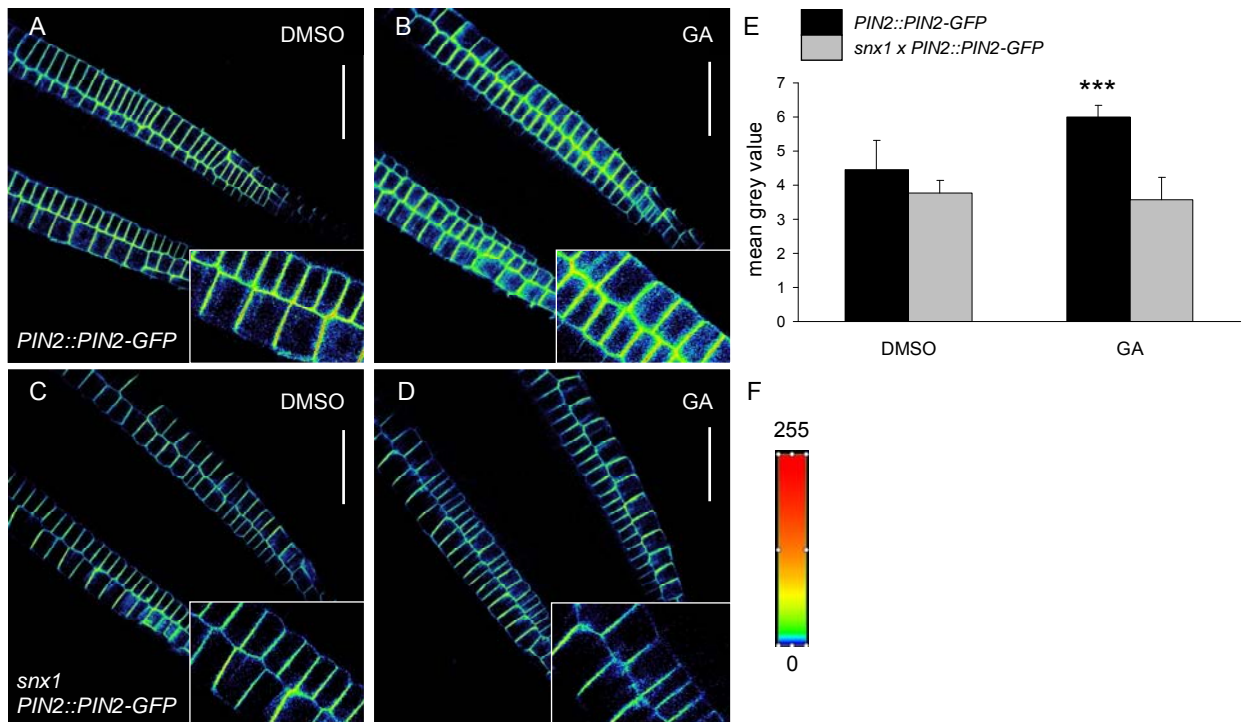 A
DMSO
PIN2::PIN2-GFP
B
GA
C
DMSO
snx1
PIN2::PIN2-GFP
D
GA
E
PIN2::PIN2-GFP
snx1 x PIN2::PIN2-GFP
mean grey value
7
6
5
4
3
2
1
0
***
DMSO
GA
F
255
0